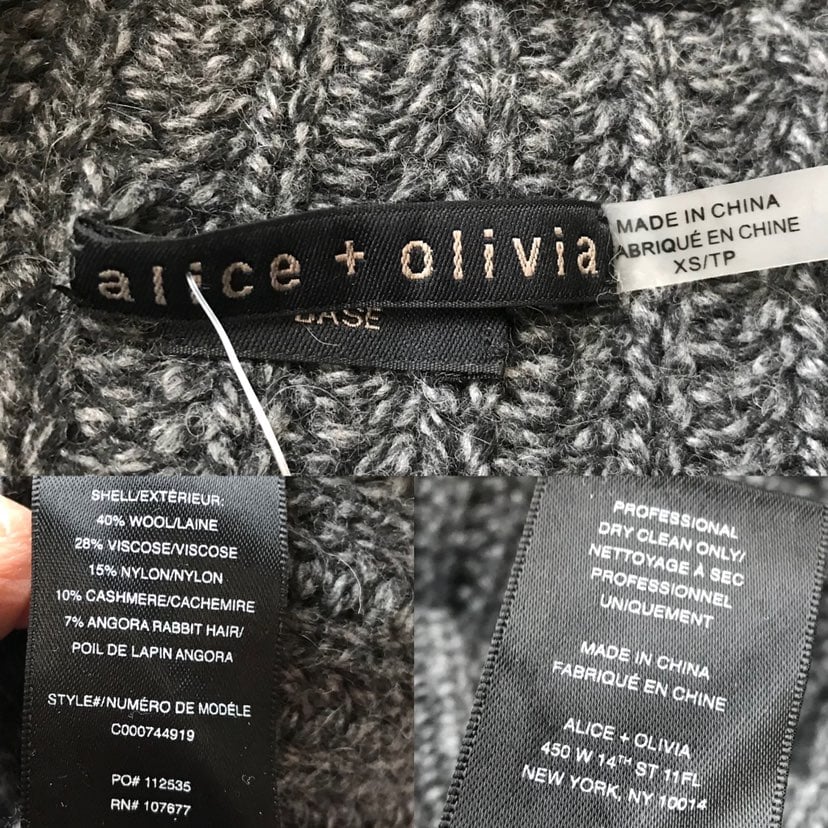 alice + olivia
MADE IN CHINA
ABRIQUÉ EN CHINE
XS/TP
BASE
SHELL/EXTÉRIEUR:
40% WOOL/LAINE
28% VISCOSE/VISCOSE
15% NYLON/NYLON
10% CASHMERE/CACHEMIRE
7% ANGORA RABBIT HAIR/
POIL DE LAPIN ANGORA
STYLE#/NUMÉRO DE MODÈLE
C000744919
PO# 112535
RN# 107677
PROFESSIONAL
DRY CLEAN ONLY/
NETTOYAGE À SEC
PROFESSIONNEL
UNIQUEMENT
MADE IN CHINA
FABRIQUÉ EN CHINE
ALICE + OLIVIA
450 W 14TH ST 11FL
NEW YORK, NY 10014